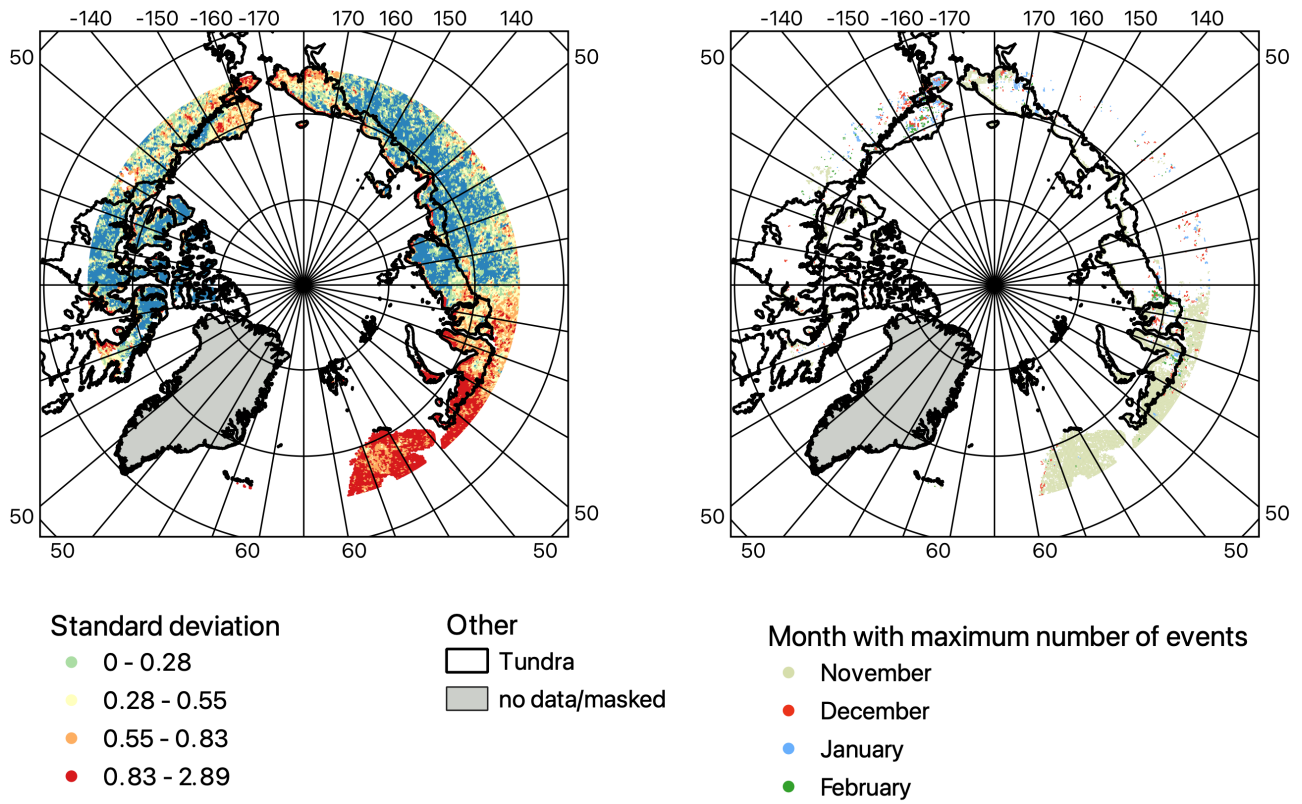 -140 -150 -160 -170 170 160 150 140
50 50
50 50
50 60 60 50
-140 -150 -160 -170 170 160 150 140
50 50
50 50
50 60 60 50
Standard deviation
0 - 0.28
0.28 - 0.55
0.55 - 0.83
0.83 - 2.89
Other
Tundra
no data/masked
Month with maximum number of events
November
December
January
February